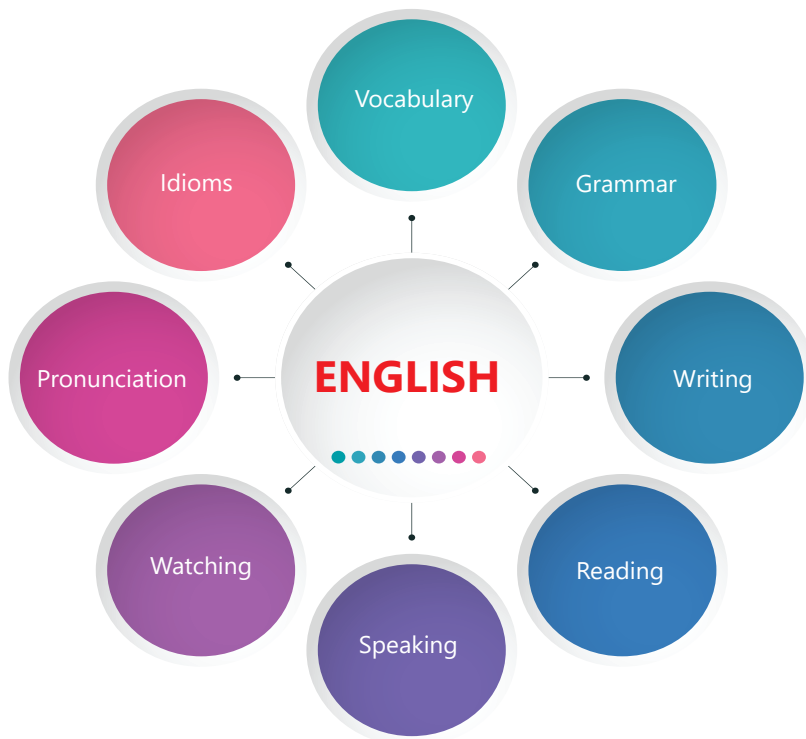 Vocabulary
Idioms
Grammar
Pronunciation
ENGLISH
Writing
Watching
Reading
Speaking